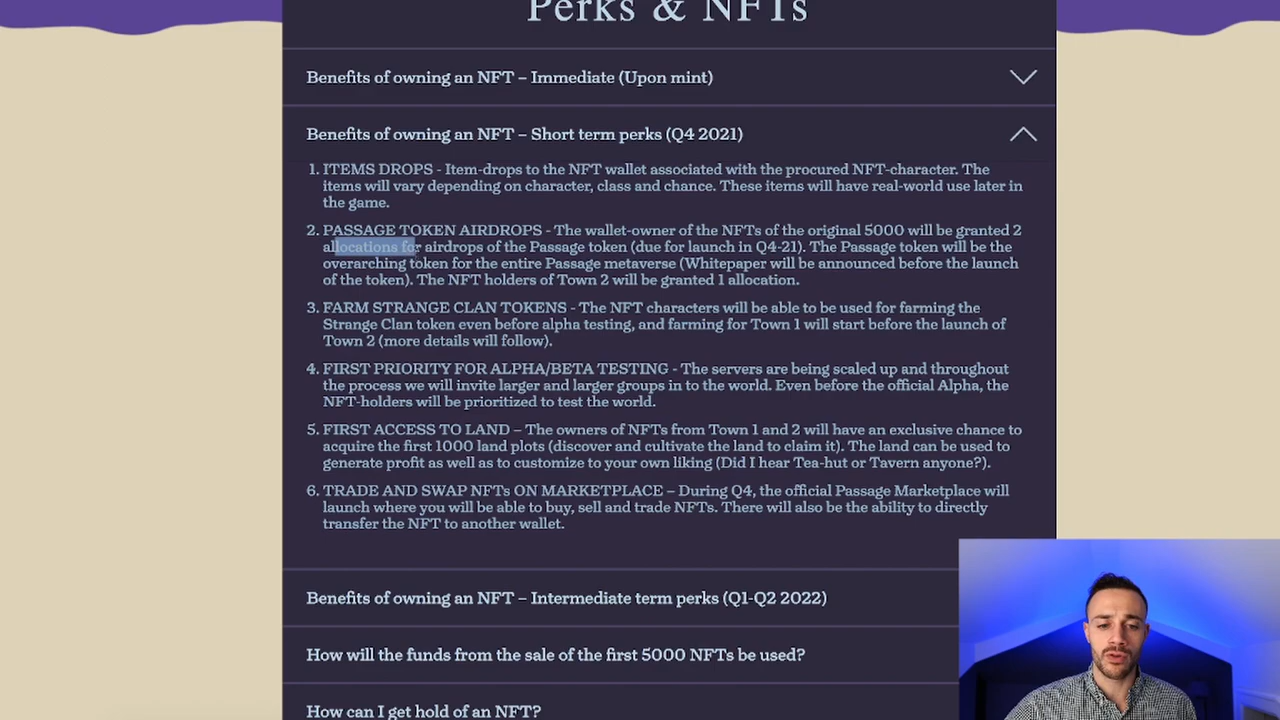 Perks & NFTs
Benefits of owning an NFT – Immediate (Upon mint)
Benefits of owning an NFT – Short term perks (Q4 2021)
1. ITEMS DROPS - Item-drops to the NFT wallet associated with the procured NFT-character. The
items will vary depending on character, class and chance. These items will have real-world use later in
the game.
2. PASSAGE TOKEN AIRDROPS - The wallet-owner of the NFTs of the original 5000 will be granted 2
allocations for airdrops of the Passage token (due for launch in Q4-21). The Passage token will be the
overarching token for the entire Passage metaverse (Whitepaper will be announced before the launch
of the token). The NFT holders of Town 2 will be granted 1 allocation.
3. FARM STRANGE CLAN TOKENS - The NFT characters will be able to be used for farming the
Strange Clan token even before alpha testing, and farming for Town 1 will start before the launch of
Town 2 (more details will follow).
4. FIRST PRIORITY FOR ALPHA/BETA TESTING - The servers are being scaled up and throughout
the process we will invite larger and larger groups in to the world. Even before the official Alpha, the
NFT-holders will be prioritized to test the world.
5. FIRST ACCESS TO LAND – The owners of NFTs from Town 1 and 2 will have an exclusive chance to
acquire the first 1000 land plots (discover and cultivate the land to claim it). The land can be used to
generate profit as well as to customize to your own liking (Did I hear Tea-hut or Tavern anyone?).
6. TRADE AND SWAP NFTs ON MARKETPLACE – During Q4, the official Passage Marketplace will
launch where you will be able to buy, sell and trade NFTs. There will also be the ability to directly
transfer the NFT to another wallet.
Benefits of owning an NFT – Intermediate term perks (Q1-Q2 2022)
How will the funds from the sale of the first 5000 NFTs be used?
How can I get hold of an NFT?